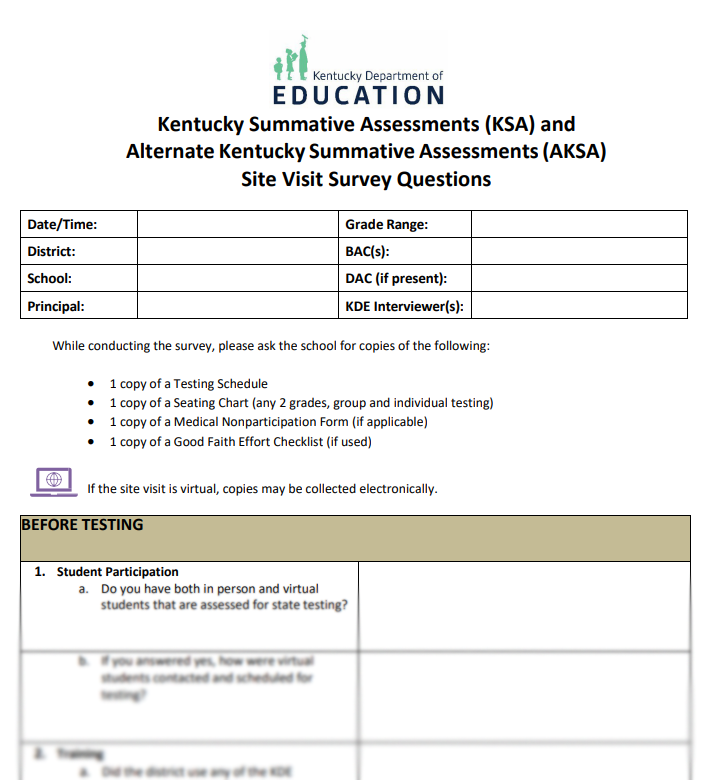 Kentucky Department of
EDUCATION
Kentucky Summative Assessments (KSA) and
Alternate Kentucky Summative Assessments (AKSA)
Site Visit Survey Questions
Date/Time: Grade Range:
District: BAC(s):
School: DAC (if present):
Principal: KDE Interviewer(s):
While conducting the survey, please ask the school for copies of the following:
• 1 copy of a Testing Schedule
• 1 copy of a Seating Chart (any 2 grades, group and individual testing)
• 1 copy of a Medical Nonparticipation Form (if applicable)
• 1 copy of a Good Faith Effort Checklist (if used)
If the site visit is virtual, copies may be collected electronically.
BEFORE TESTING
1. Student Participation
a. Do you have both in person and virtual
students that are assessed for state testing?
b. If you answered yes, how were virtual
students contacted and scheduled for
testing?
2. Training
a. Did the district use any of the KDE